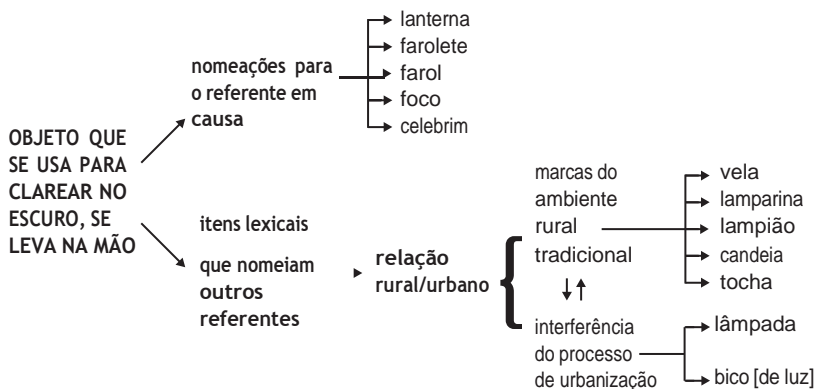 OBJETO QUE
SE USA PARA
CLAREAR NO
ESCURO, SE
LEVA NA MÃO
nomeações para
o referente em
causa
lanterna
farolete
farol
foco
celebrim
itens lexicais
que nomeiam
outros
referentes
relação
rural/urbano
marcas do
ambiente
rural
tradicional
vela
lamparina
lampião
candeia
tocha
interferência
do processo
de urbanização
lâmpada
bico [de luz]